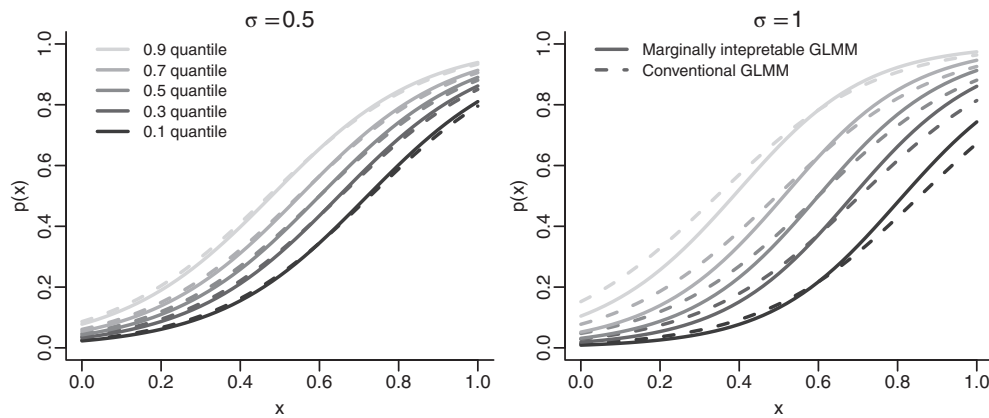 σ = 0.5
0.9 quantile
0.7 quantile
0.5 quantile
0.3 quantile
0.1 quantile
p(x)
0.0
0.2
0.4
0.6
0.8
1.0
0.0 0.2 0.4 0.6 0.8 1.0
x
σ = 1
Marginally intepretable GLMM
Conventional GLMM
p(x)
0.0
0.2
0.4
0.6
0.8
1.0
0.0 0.2 0.4 0.6 0.8 1.0
x